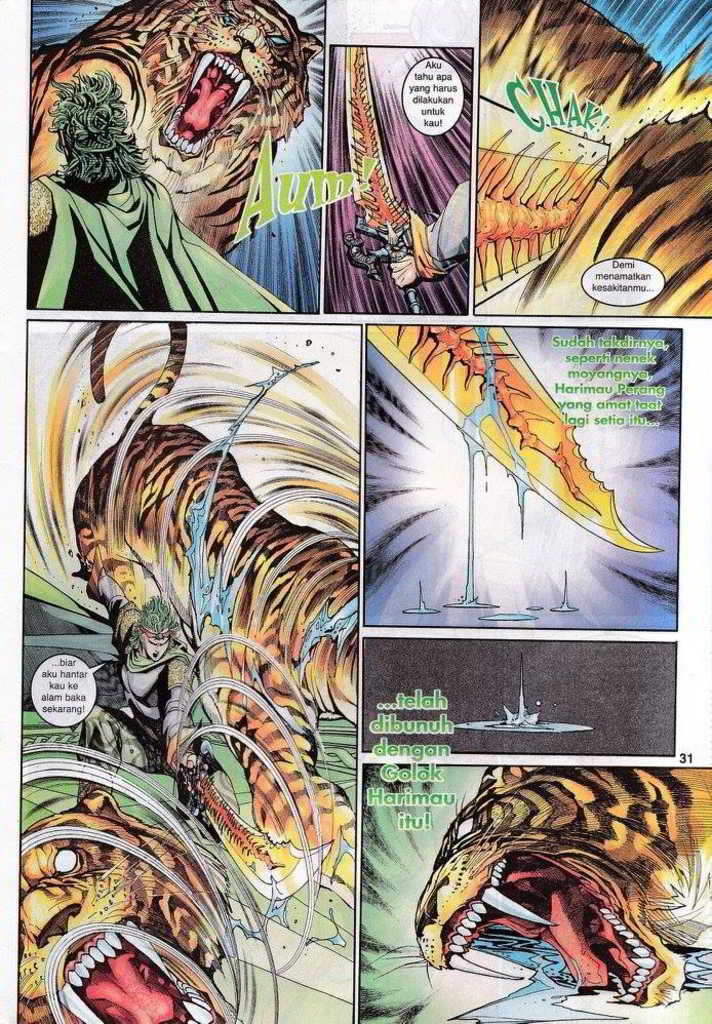 Aum!
Aku
tahu apa
yang harus
dilakukan
untuk
kau!
CHAK!
Demi
menamatkan
kesakitanmu...
...biar
aku hantar
kau ke
alam baka
sekarang!
Sudah takdirnya,
seperti nenek
moyangnya,
Harimau Perang
yang amat taat
lagi setia itu...
...telah
dibunuh
dengan
Golok
Harimau
itu!
31